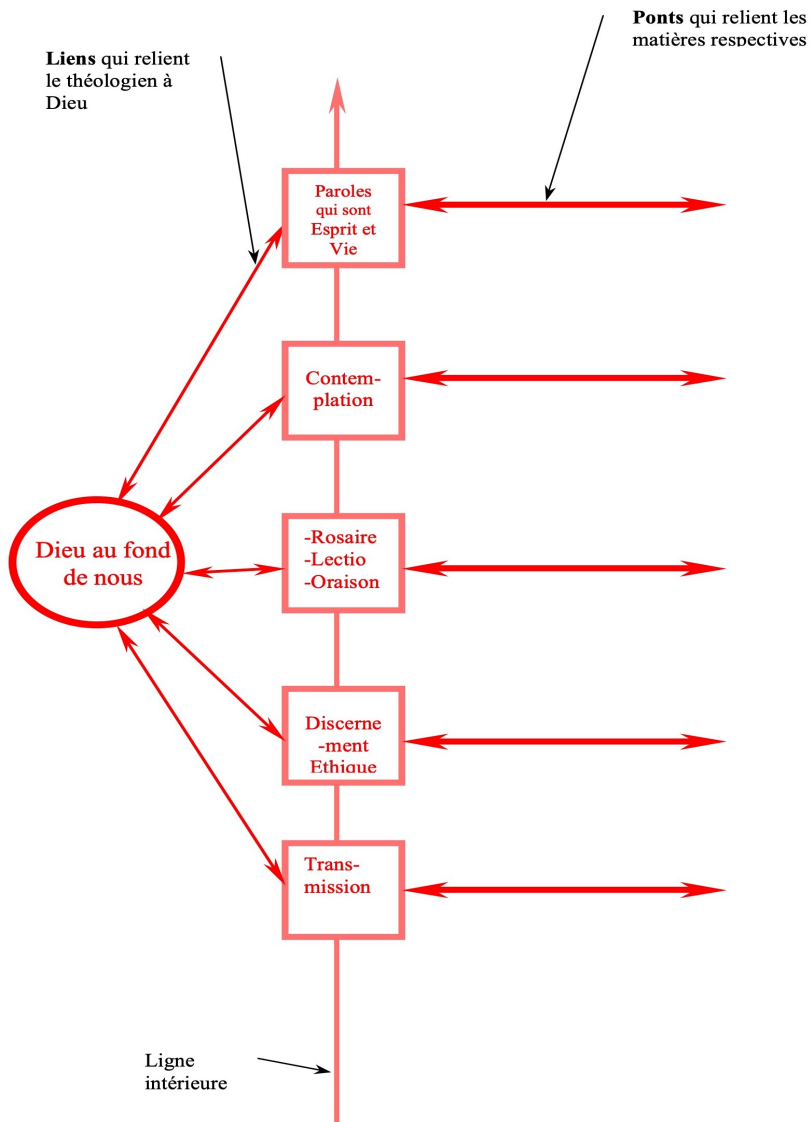 Ponts qui relient les
matières respectives
Liens qui relient
le théologien à
Dieu
Paroles
qui sont
Esprit et
Vie
Contem-
plation
Dieu au fond
de nous
-Rosaire
-Lectio
-Oraison
Discerne
-ment
Ethique
Trans-
mission
Ligne
intérieure